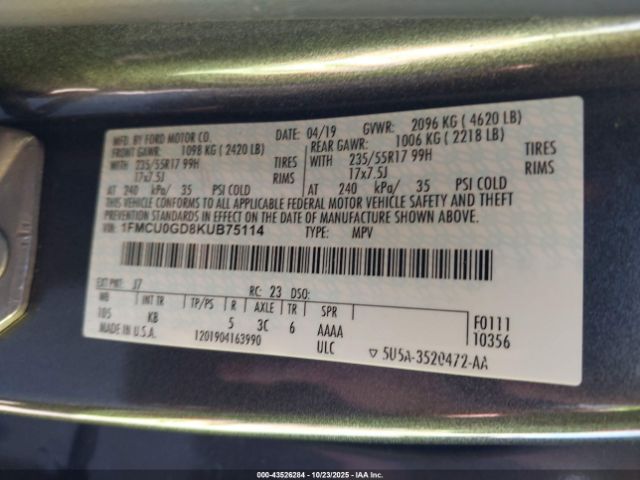 MFD. BY FORD MOTOR CO.
DATE: 04/19 GVWR: 2096 KG ( 4620 LB)
FRONT GAWR: 1098 KG ( 2420 LB) REAR GAWR: 1006 KG ( 2218 LB)
WITH 235/55R17 99H TIRES WITH 235/55R17 99H TIRES
17x7.5J RIMS 17x7.5J RIMS
AT 240 kPa/ 35 PSI COLD AT 240 kPa/ 35 PSI COLD
THIS VEHICLE CONFORMS TO ALL APPLICABLE FEDERAL MOTOR VEHICLE SAFETY AND THEFT
PREVENTION STANDARDS IN EFFECT ON THE DATE OF MANUFACTURE SHOWN ABOVE.
VIN: 1FMCU0GD8KUB75114 TYPE: MPV
EXT PNT: J7 RC: 23 DSO:
WB INT TR TP/PS R AXLE TR SPR
105 KB 5 3C 6 AAAA
F0111
MADE IN U.S.A. 1201904163990 ULC
T0356
5U5A-3520472-AA
000-43526284 | 10/23/2025 | IAA Inc.